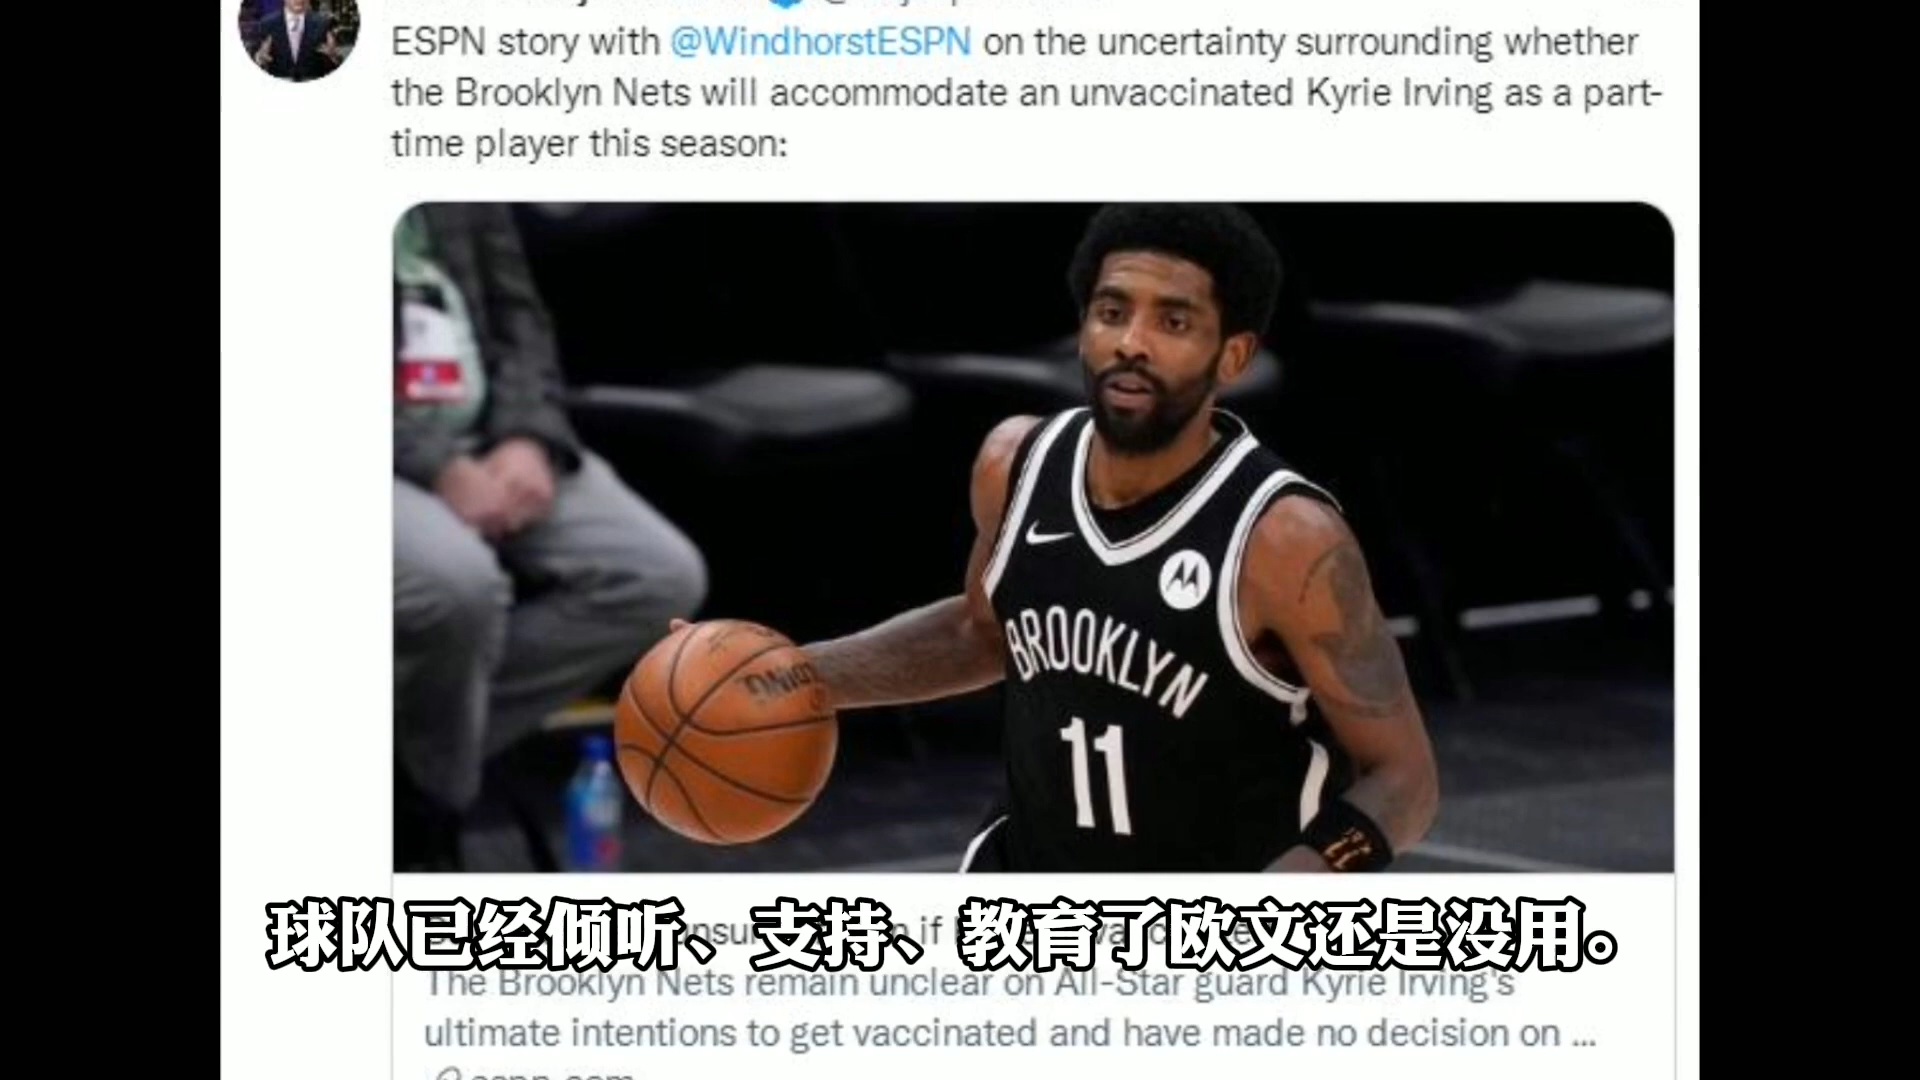 ESPN story with @WindhorstESPN on the uncertainty surrounding whether
the Brooklyn Nets will accommodate an unvaccinated Kyrie Irving as a part-
time player this season:
BROOKLYN
11
球队已经倾听、支持、教育了欧文还是没用。
The Brooklyn Nets remain unclear on All-Star guard Kyrie Irving's
ultimate intentions to get vaccinated and have made no decision on ...
espn.com